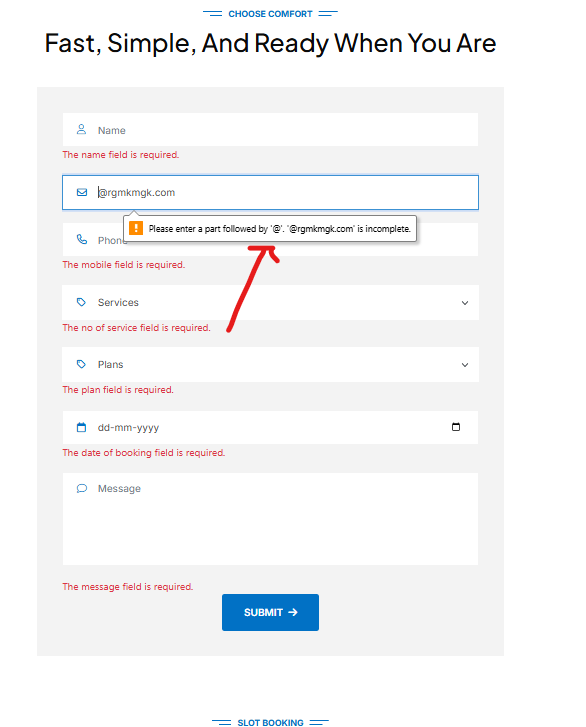 CHOOSE COMFORT
Fast, Simple, And Ready When You Are
Name
The name field is required.
@rgmkmgk.com
Please enter a part followed by '@'. '@rgmkmgk.com' is incomplete.
Phone
The mobile field is required.
Services
The no of service field is required.
Plans
The plan field is required.
dd-mm-yyyy
The date of booking field is required.
Message
The message field is required.
SUBMIT →
SLOT BOOKING